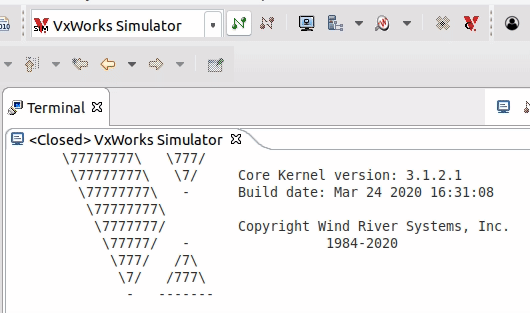 010
VxWorks Simulator
Terminal
<Closed> VxWorks Simulator
\77777777\   \777/
\77777777\   \7/     Core Kernel version: 3.1.2.1
\77777777\   -      Build date: Mar 24 2020 16:31:08
\77777777\
\7777777/         Copyright Wind River Systems, Inc.
\77777/   -                1984-2020
\777/   /7\
\7/   /777\
-   -------